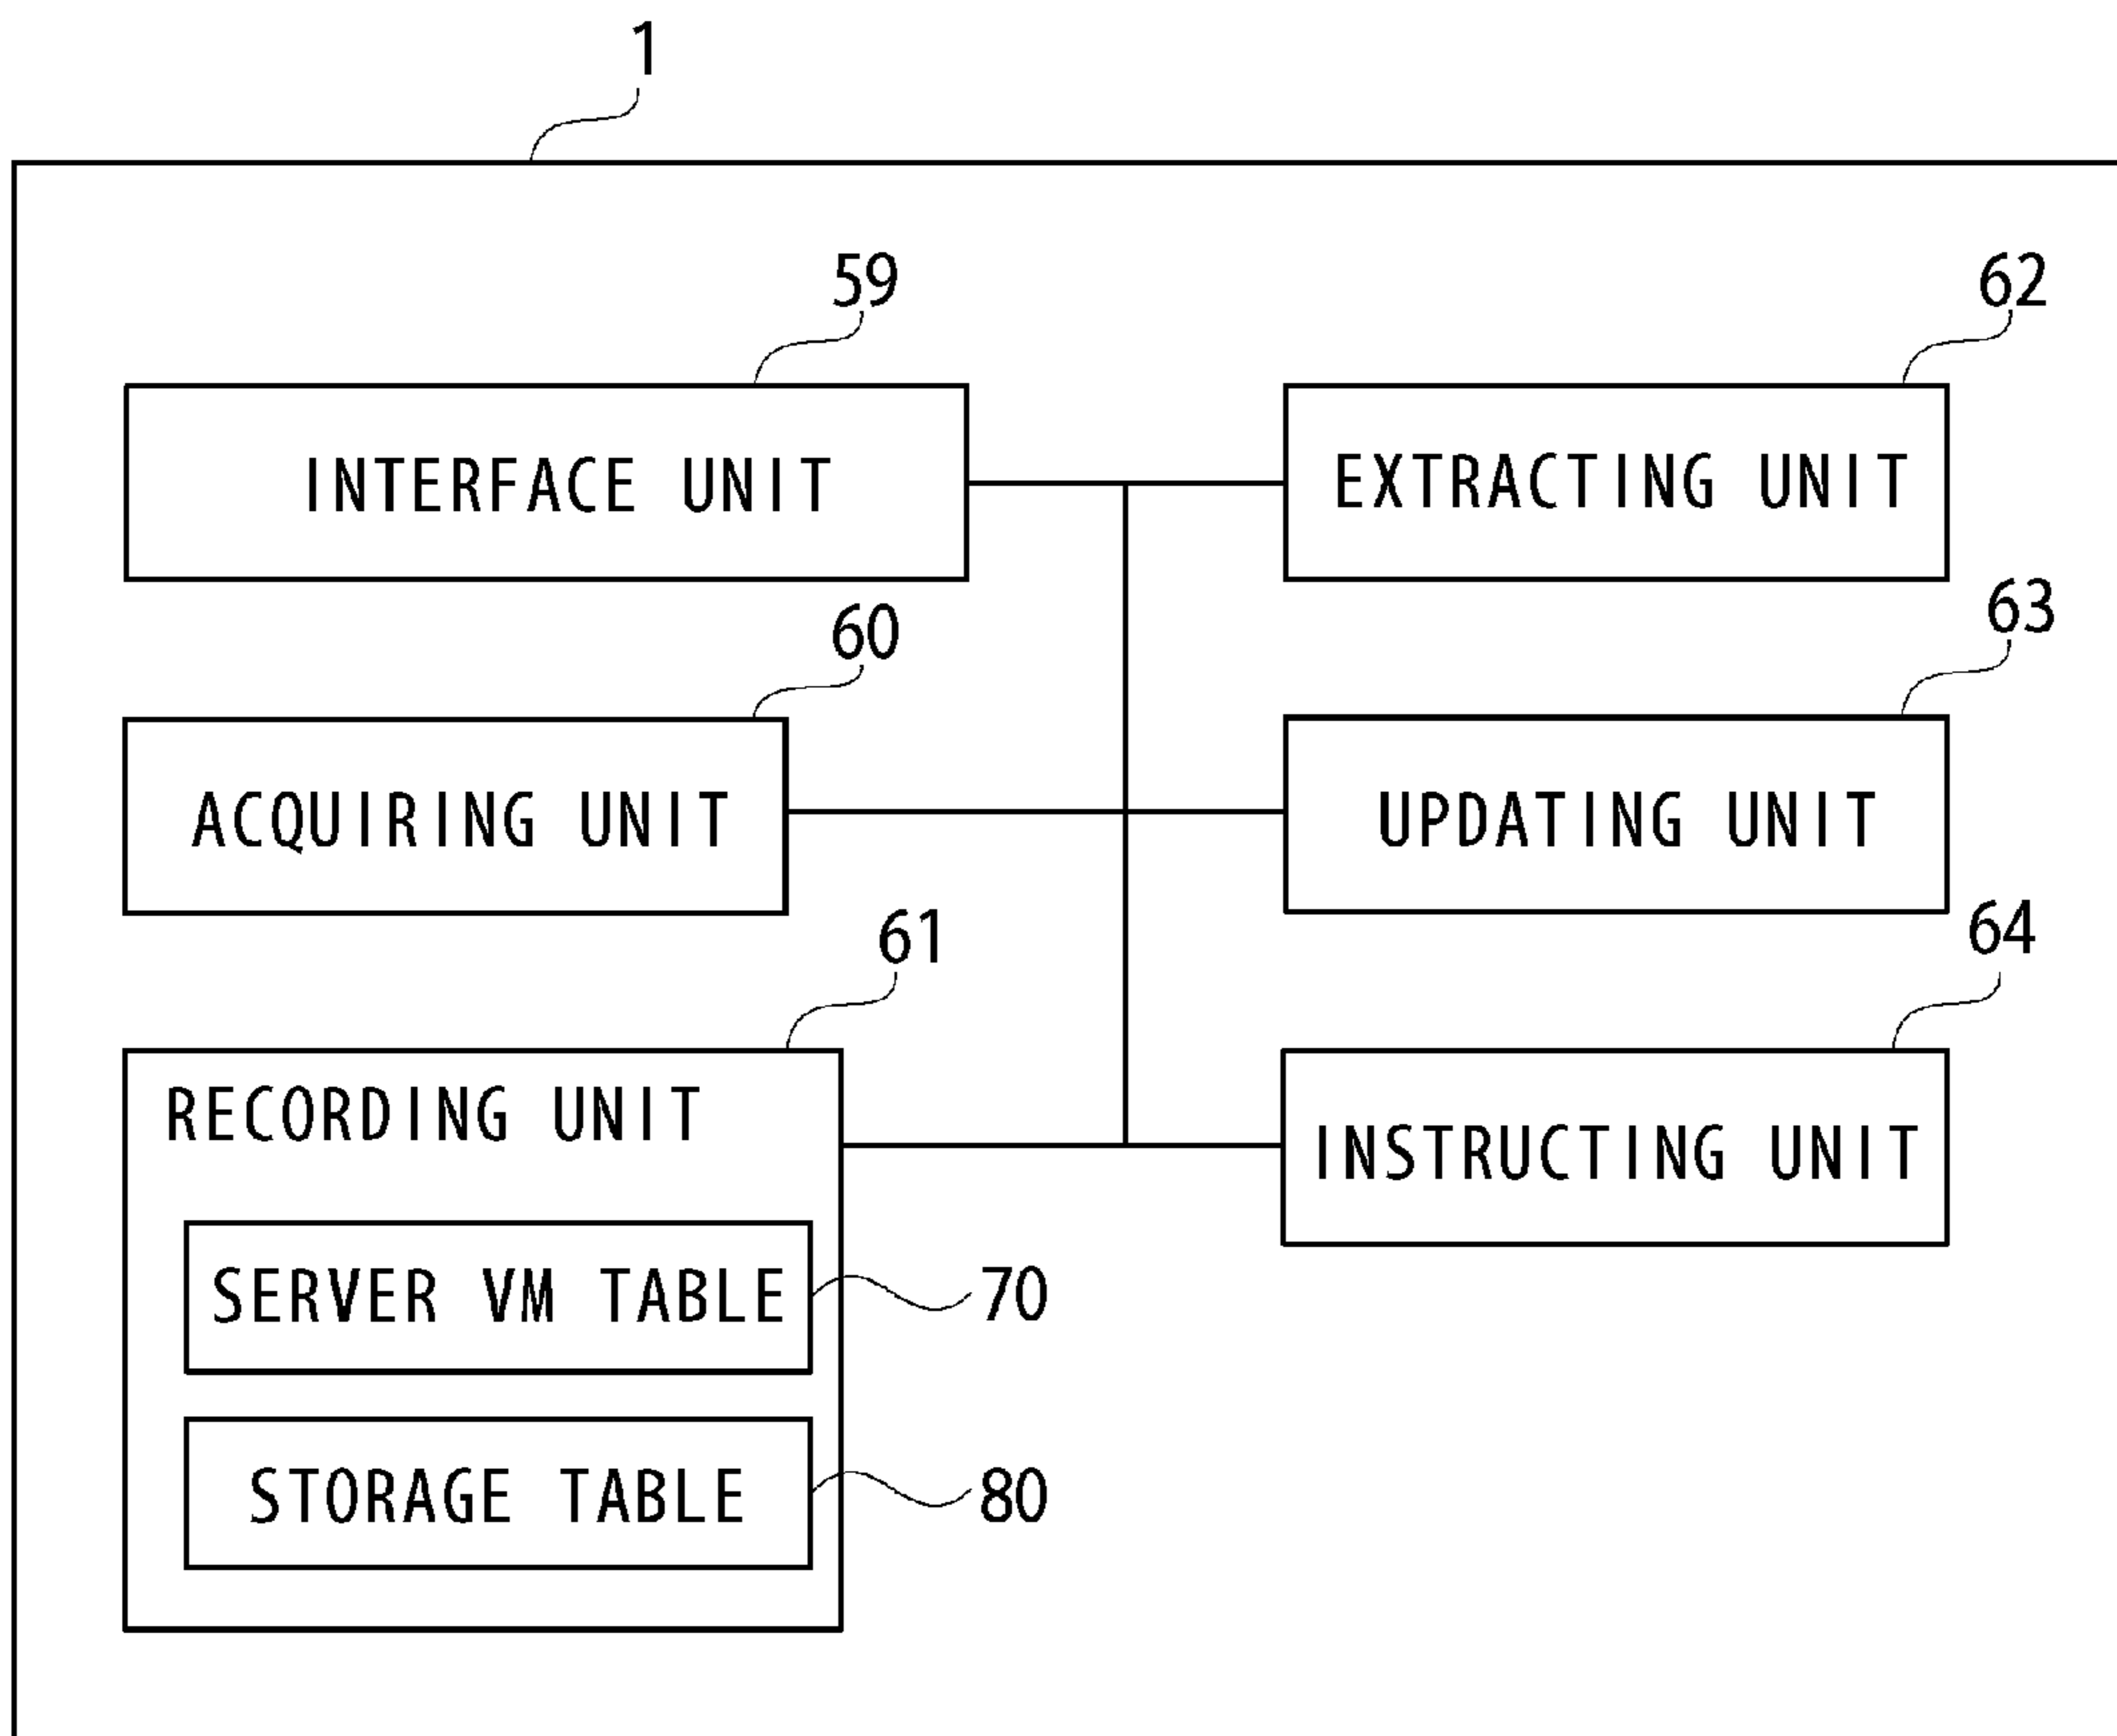 1
59
INTERFACE UNIT
62
EXTRACTING UNIT
60
ACQUIRING UNIT
63
UPDATING UNIT
61
RECORDING UNIT
SERVER VM TABLE
70
STORAGE TABLE
80
64
INSTRUCTING UNIT